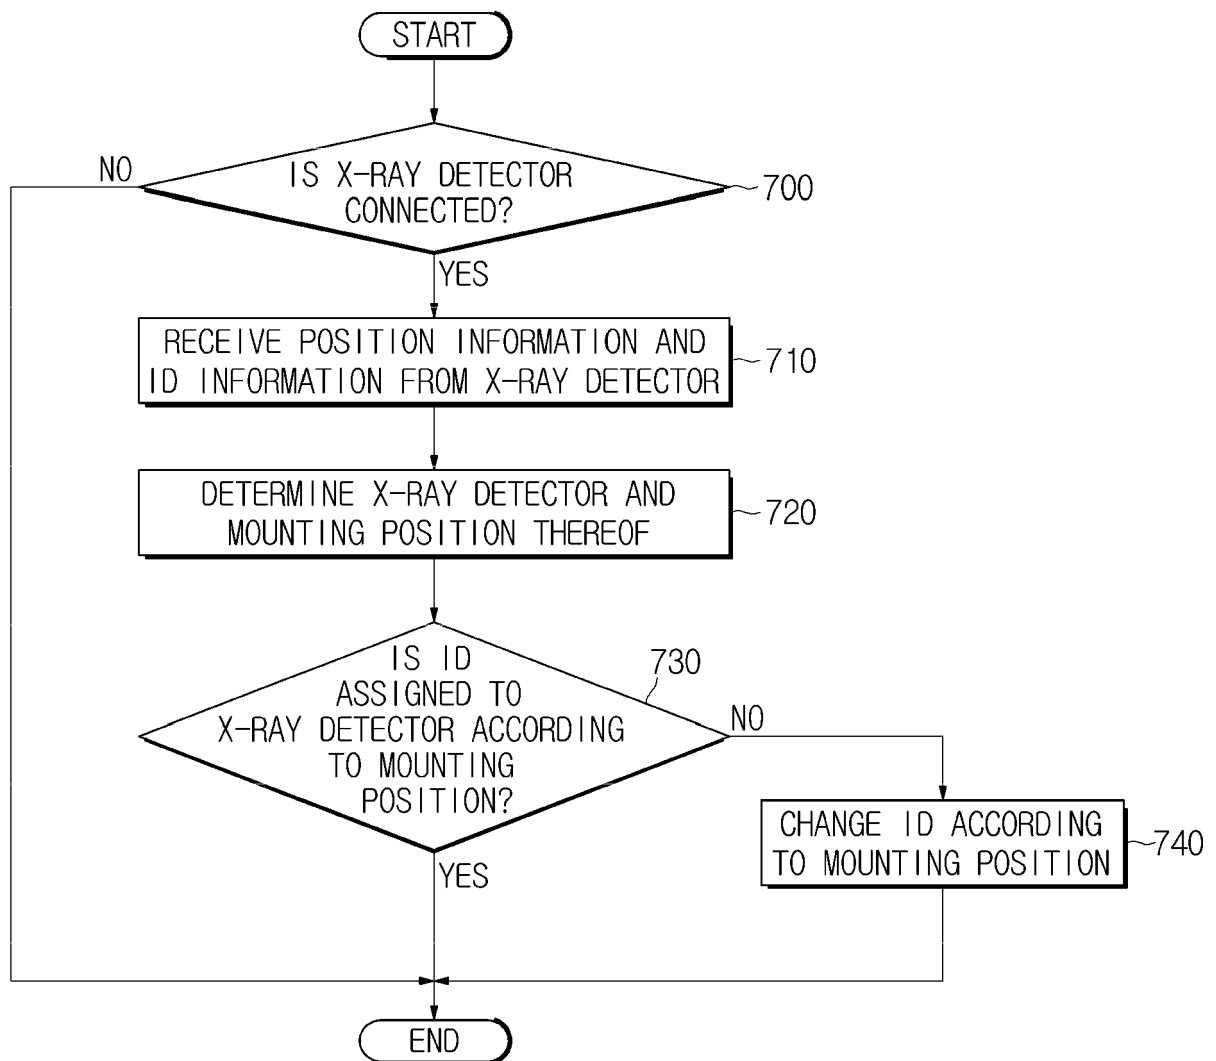 START
NO
IS X-RAY DETECTOR
CONNECTED?
700
YES
RECEIVE POSITION INFORMATION AND
ID INFORMATION FROM X-RAY DETECTOR
710
DETERMINE X-RAY DETECTOR AND
MOUNTING POSITION THEREOF
720
IS ID
ASSIGNED TO
X-RAY DETECTOR ACCORDING
TO MOUNTING
POSITION?
730
NO
YES
CHANGE ID ACCORDING
TO MOUNTING POSITION
740
END